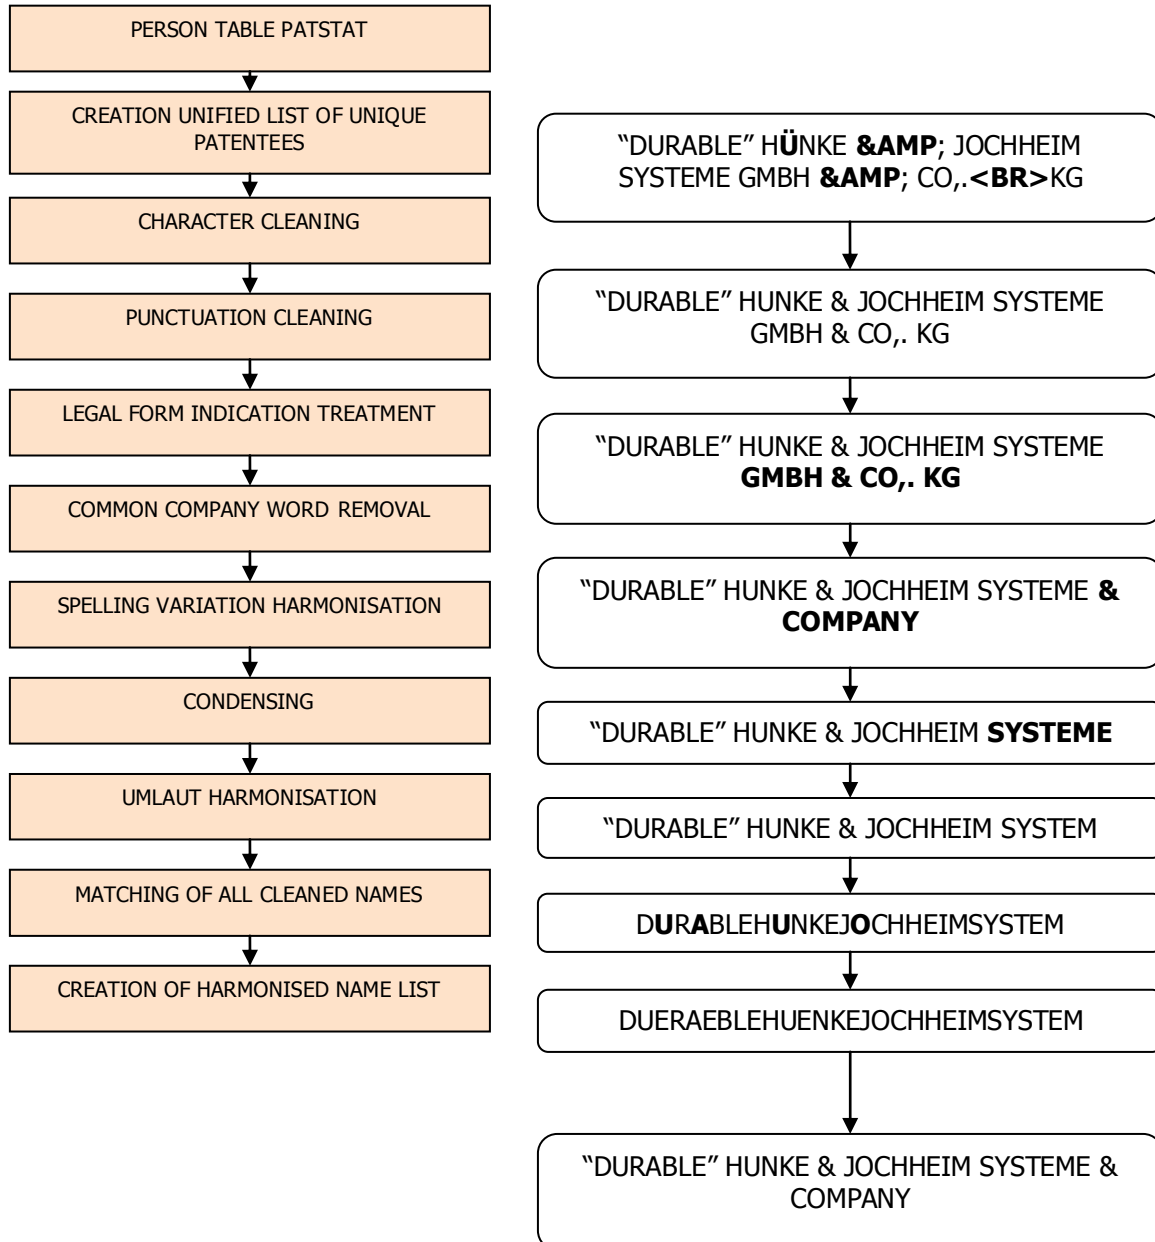 PERSON TABLE PATSTAT
CREATION UNIFIED LIST OF UNIQUE
PATENTEES
CHARACTER CLEANING
PUNCTUATION CLEANING
LEGAL FORM INDICATION TREATMENT
COMMON COMPANY WORD REMOVAL
SPELLING VARIATION HARMONISATION
CONDENSING
UMLAUT HARMONISATION
MATCHING OF ALL CLEANED NAMES
CREATION OF HARMONISED NAME LIST
“DURABLE” HÜNKE &AMP; JOCHHEIM
SYSTEME GMBH &AMP; CO,.<BR>KG
“DURABLE” HUNKE & JOCHHEIM SYSTEME
GMBH & CO,. KG
“DURABLE” HUNKE & JOCHHEIM SYSTEME
GMBH & CO,. KG
“DURABLE” HUNKE & JOCHHEIM SYSTEME &
COMPANY
“DURABLE” HUNKE & JOCHHEIM SYSTEME
“DURABLE” HUNKE & JOCHHEIM SYSTEM
DURABLEHUNKEJOCHHEIMSYSTEM
DUERAEBLEHUENKEJOCHHEIMSYSTEM
“DURABLE” HUNKE & JOCHHEIM SYSTEME &
COMPANY